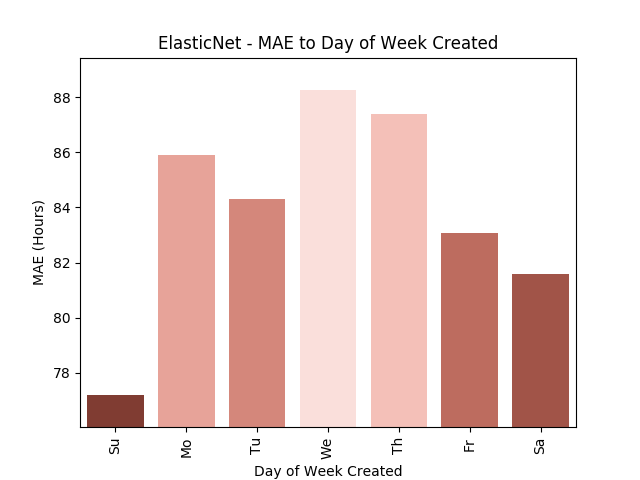 ElasticNet - MAE to Day of Week Created
MAE (Hours)
88
86
84
82
80
78
Su
Mo
Tu
We
Th
Fr
Sa
Day of Week Created